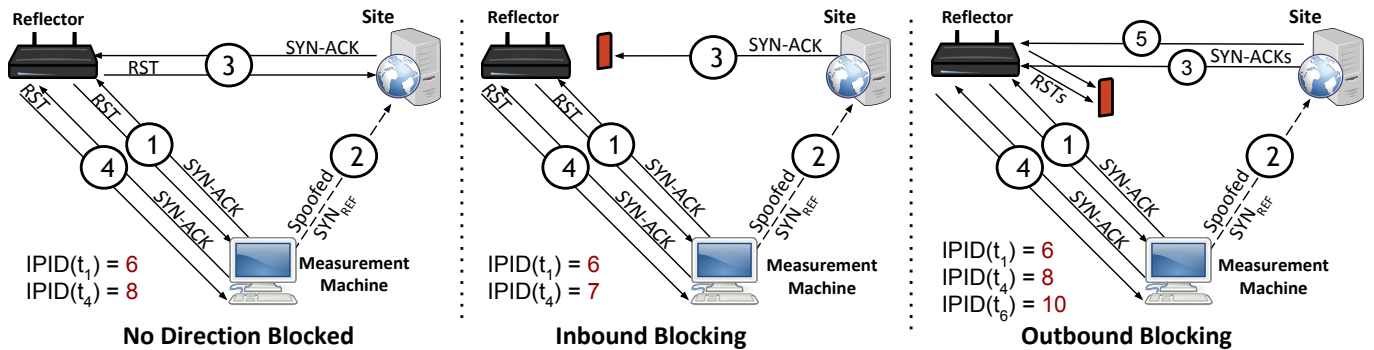 Reflector
Site
SYN-ACK
3
RST
RST
RST
1
4
2
SYN-ACK
SYN-ACK
Spoofed
SYN_REF
IPID(t_1) = 6
IPID(t_4) = 8
Measurement
Machine
No Direction Blocked
Reflector
Site
SYN-ACK
3
RST
RST
1
4
2
SYN-ACK
SYN-ACK
Spoofed
SYN_REF
IPID(t_1) = 6
IPID(t_4) = 7
Measurement
Machine
Inbound Blocking
Reflector
Site
5
SYN-ACKs
3
RSTs
1
4
2
SYN-ACK
SYN-ACK
Spoofed
SYN_REF
IPID(t_1) = 6
IPID(t_4) = 8
IPID(t_6) = 10
Measurement
Machine
Outbound Blocking